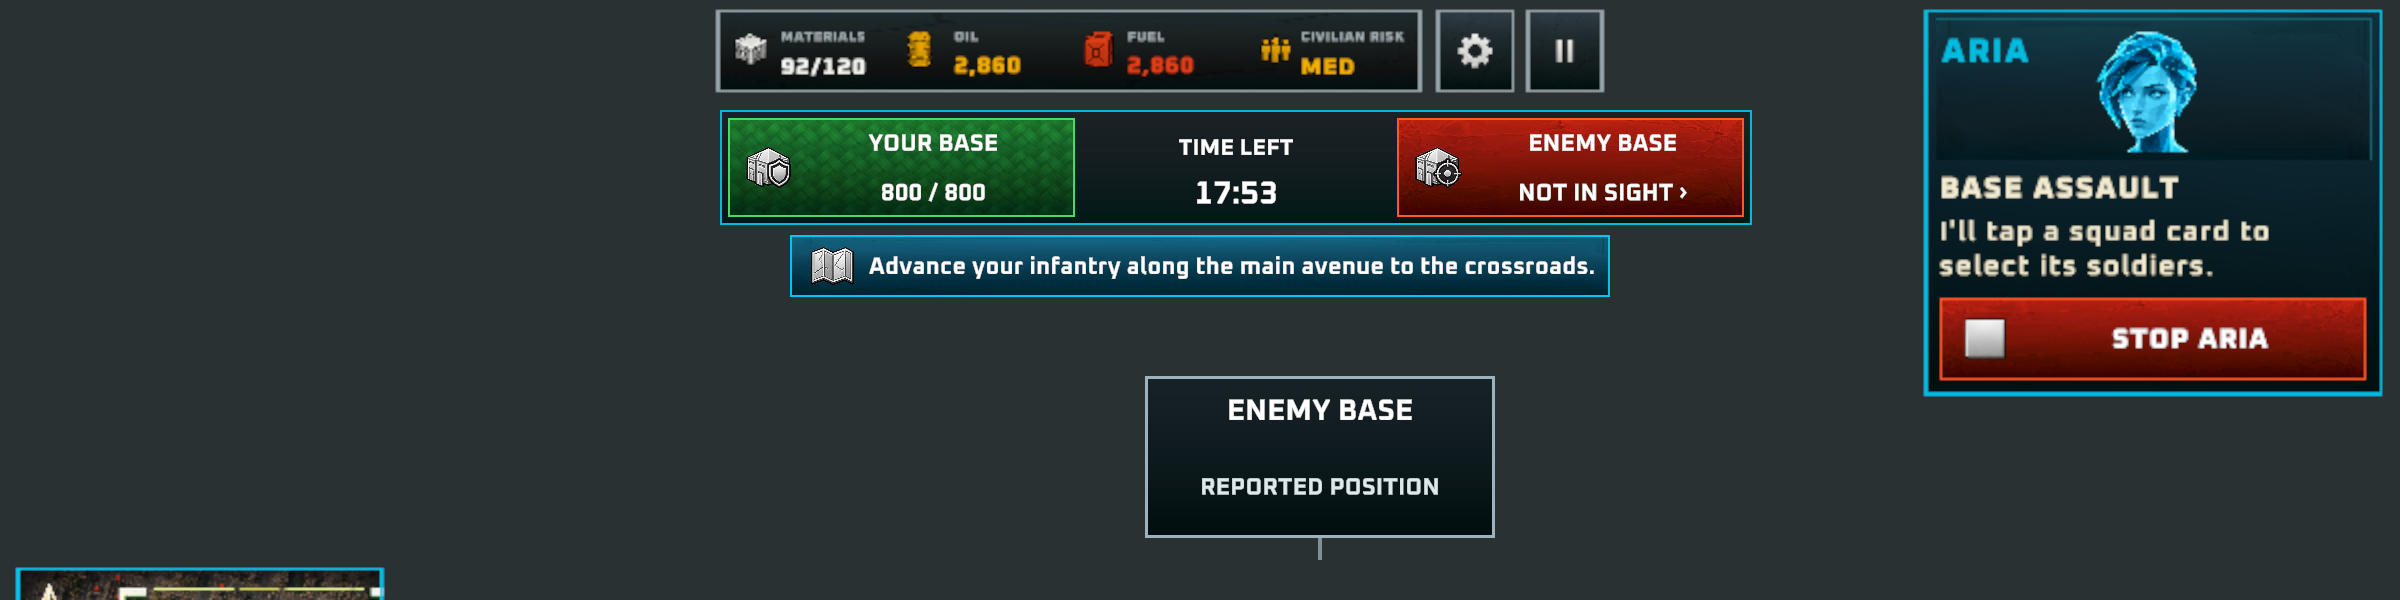 MATERIALS
92/120
OIL
2,860
FUEL
2,860
CIVILIAN RISK
MED
YOUR BASE
800 / 800
TIME LEFT
17:53
ENEMY BASE
NOT IN SIGHT ›
Advance your infantry along the main avenue to the crossroads.
ARIA
BASE ASSAULT
I'll tap a squad card to
select its soldiers.
STOP ARIA
ENEMY BASE
REPORTED POSITION